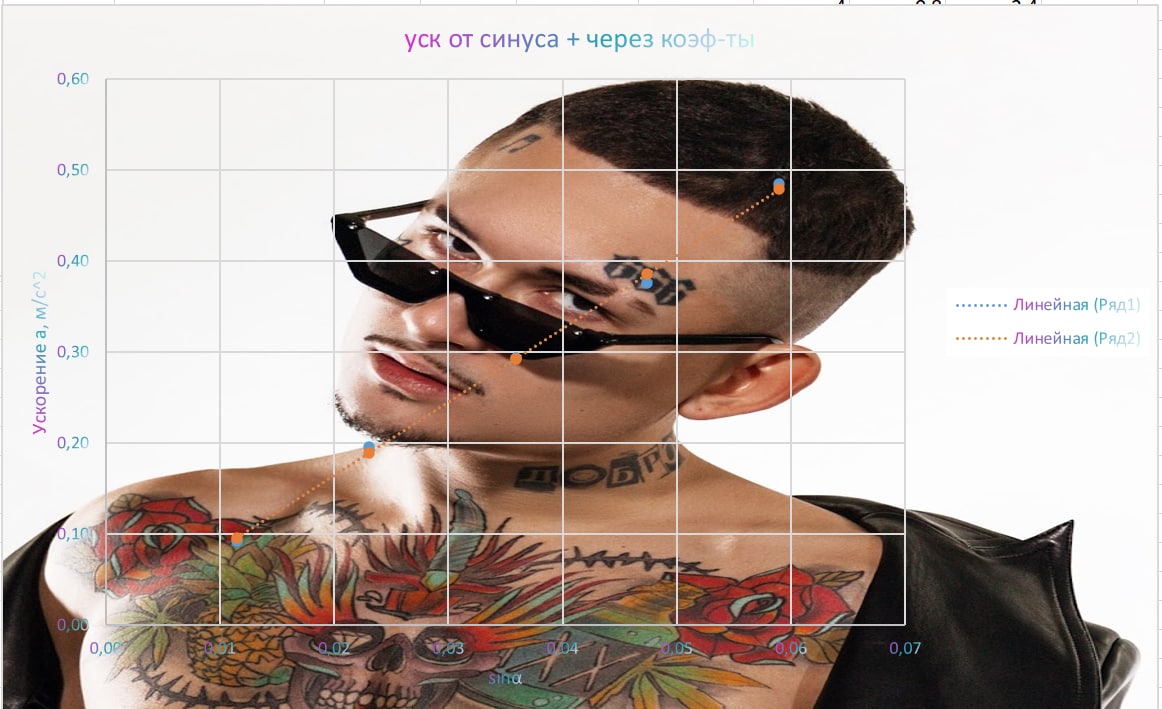 уск от синуса + через коэф-ты
0,60
0,50
0,40
0,30
0,20
0,10
0,00
Ускорение a, м/с^2
0,00 0,01 0,02 0,03 0,04 0,05 0,06 0,07
sinα
Линейная (Ряд1)
Линейная (Ряд2)